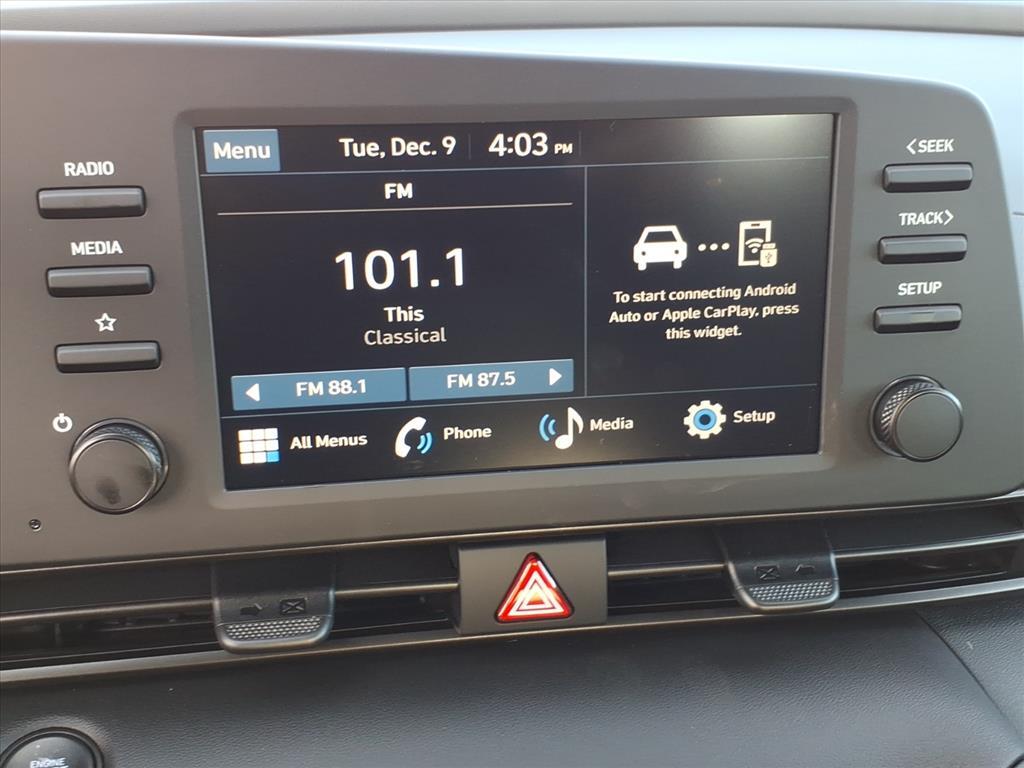 RADIO
MEDIA
Menu
Tue, Dec. 9
4:03 PM
FM
101.1
This
Classical
FM 88.1
FM 87.5
To start connecting Android
Auto or Apple CarPlay, press
this widget.
All Menus
Phone
Media
Setup
<SEEK
TRACK>
SETUP
ENGINE